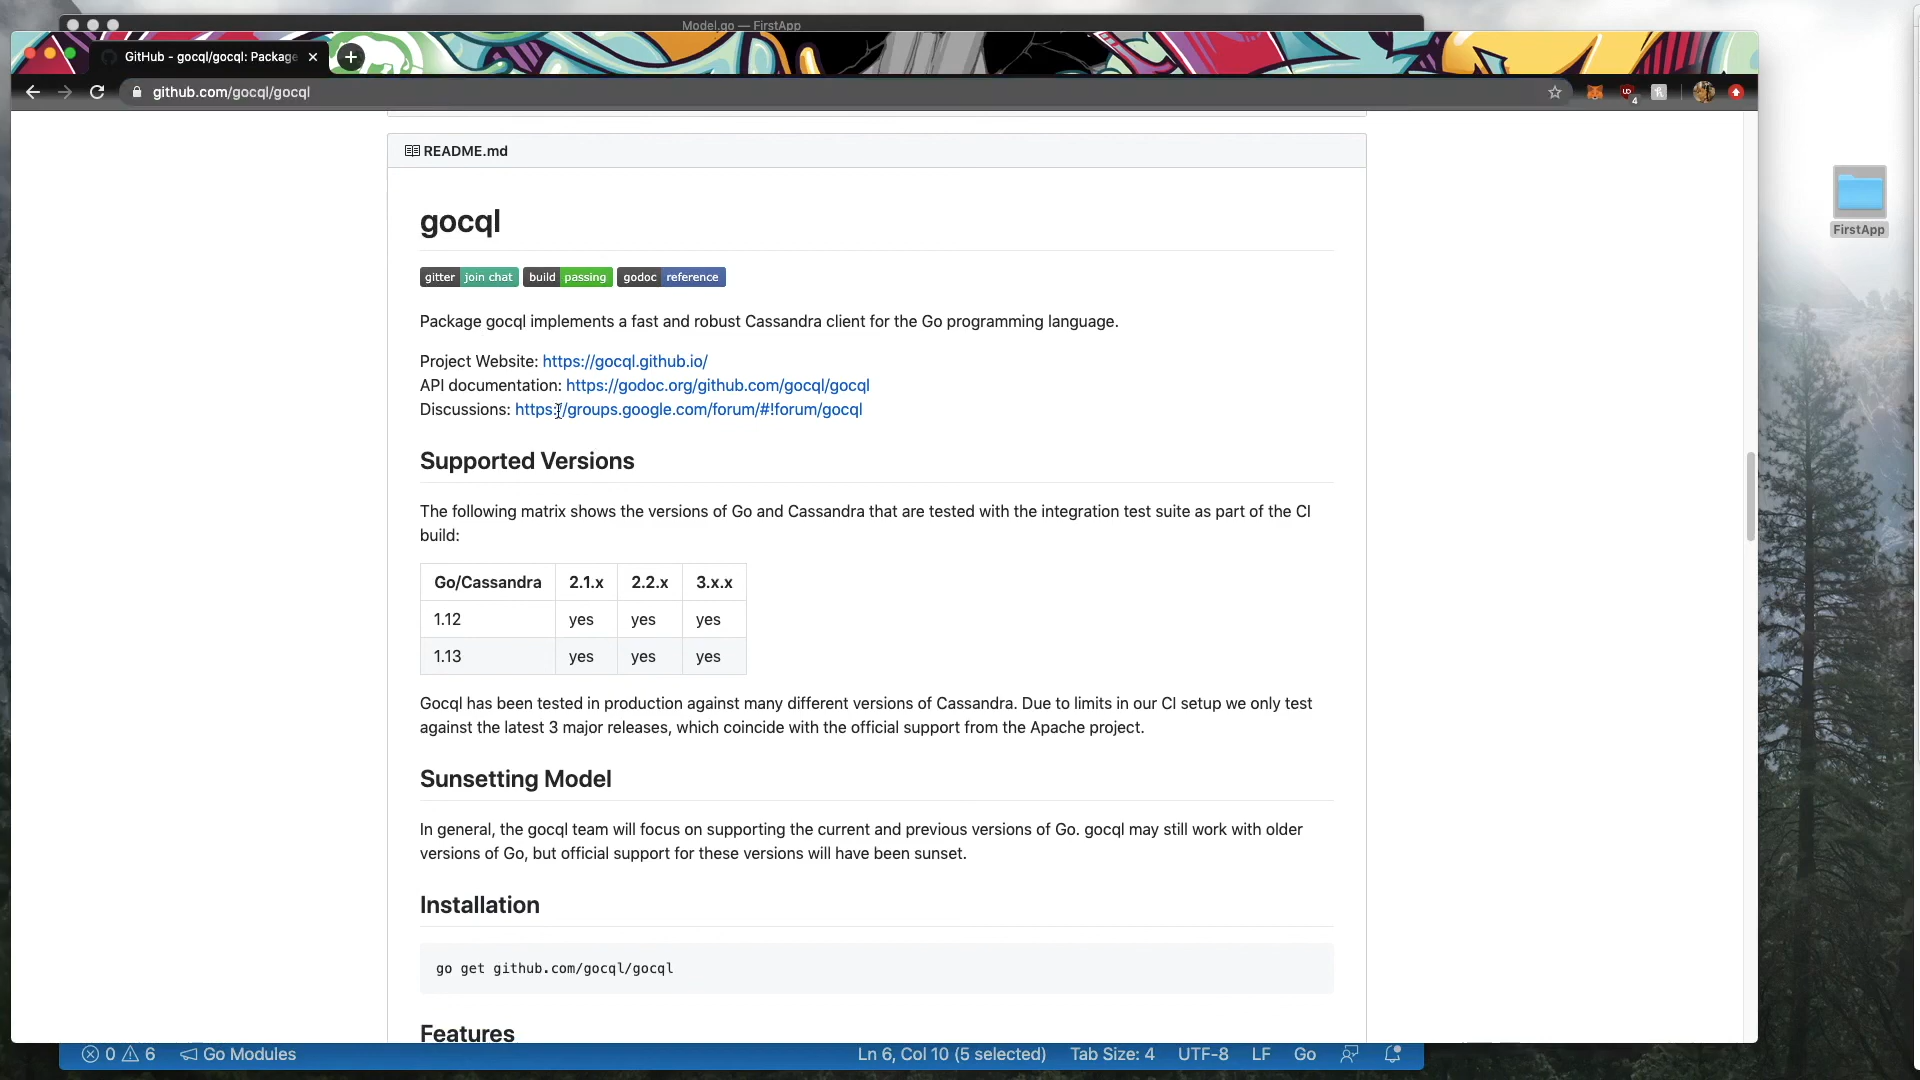 Model.go — FirstApp
GitHub - gocql/gocql: Package
github.com/gocql/gocql
4
FirstApp
README.md
gocql
gitter join chat build passing godoc reference
Package gocql implements a fast and robust Cassandra client for the Go programming language.
Project Website: https://gocql.github.io/
API documentation: https://godoc.org/github.com/gocql/gocql
Discussions: https://groups.google.com/forum/#!forum/gocql
Supported Versions
The following matrix shows the versions of Go and Cassandra that are tested with the integration test suite as part of the CI
build:
Go/Cassandra 2.1.x 2.2.x 3.x.x
1.12 yes yes yes
1.13 yes yes yes
Gocql has been tested in production against many different versions of Cassandra. Due to limits in our CI setup we only test
against the latest 3 major releases, which coincide with the official support from the Apache project.
Sunsetting Model
In general, the gocql team will focus on supporting the current and previous versions of Go. gocql may still work with older
versions of Go, but official support for these versions will have been sunset.
Installation
go get github.com/gocql/gocql
Features
0 6 Go Modules Ln 6, Col 10 (5 selected) Tab Size: 4 UTF-8 LF Go